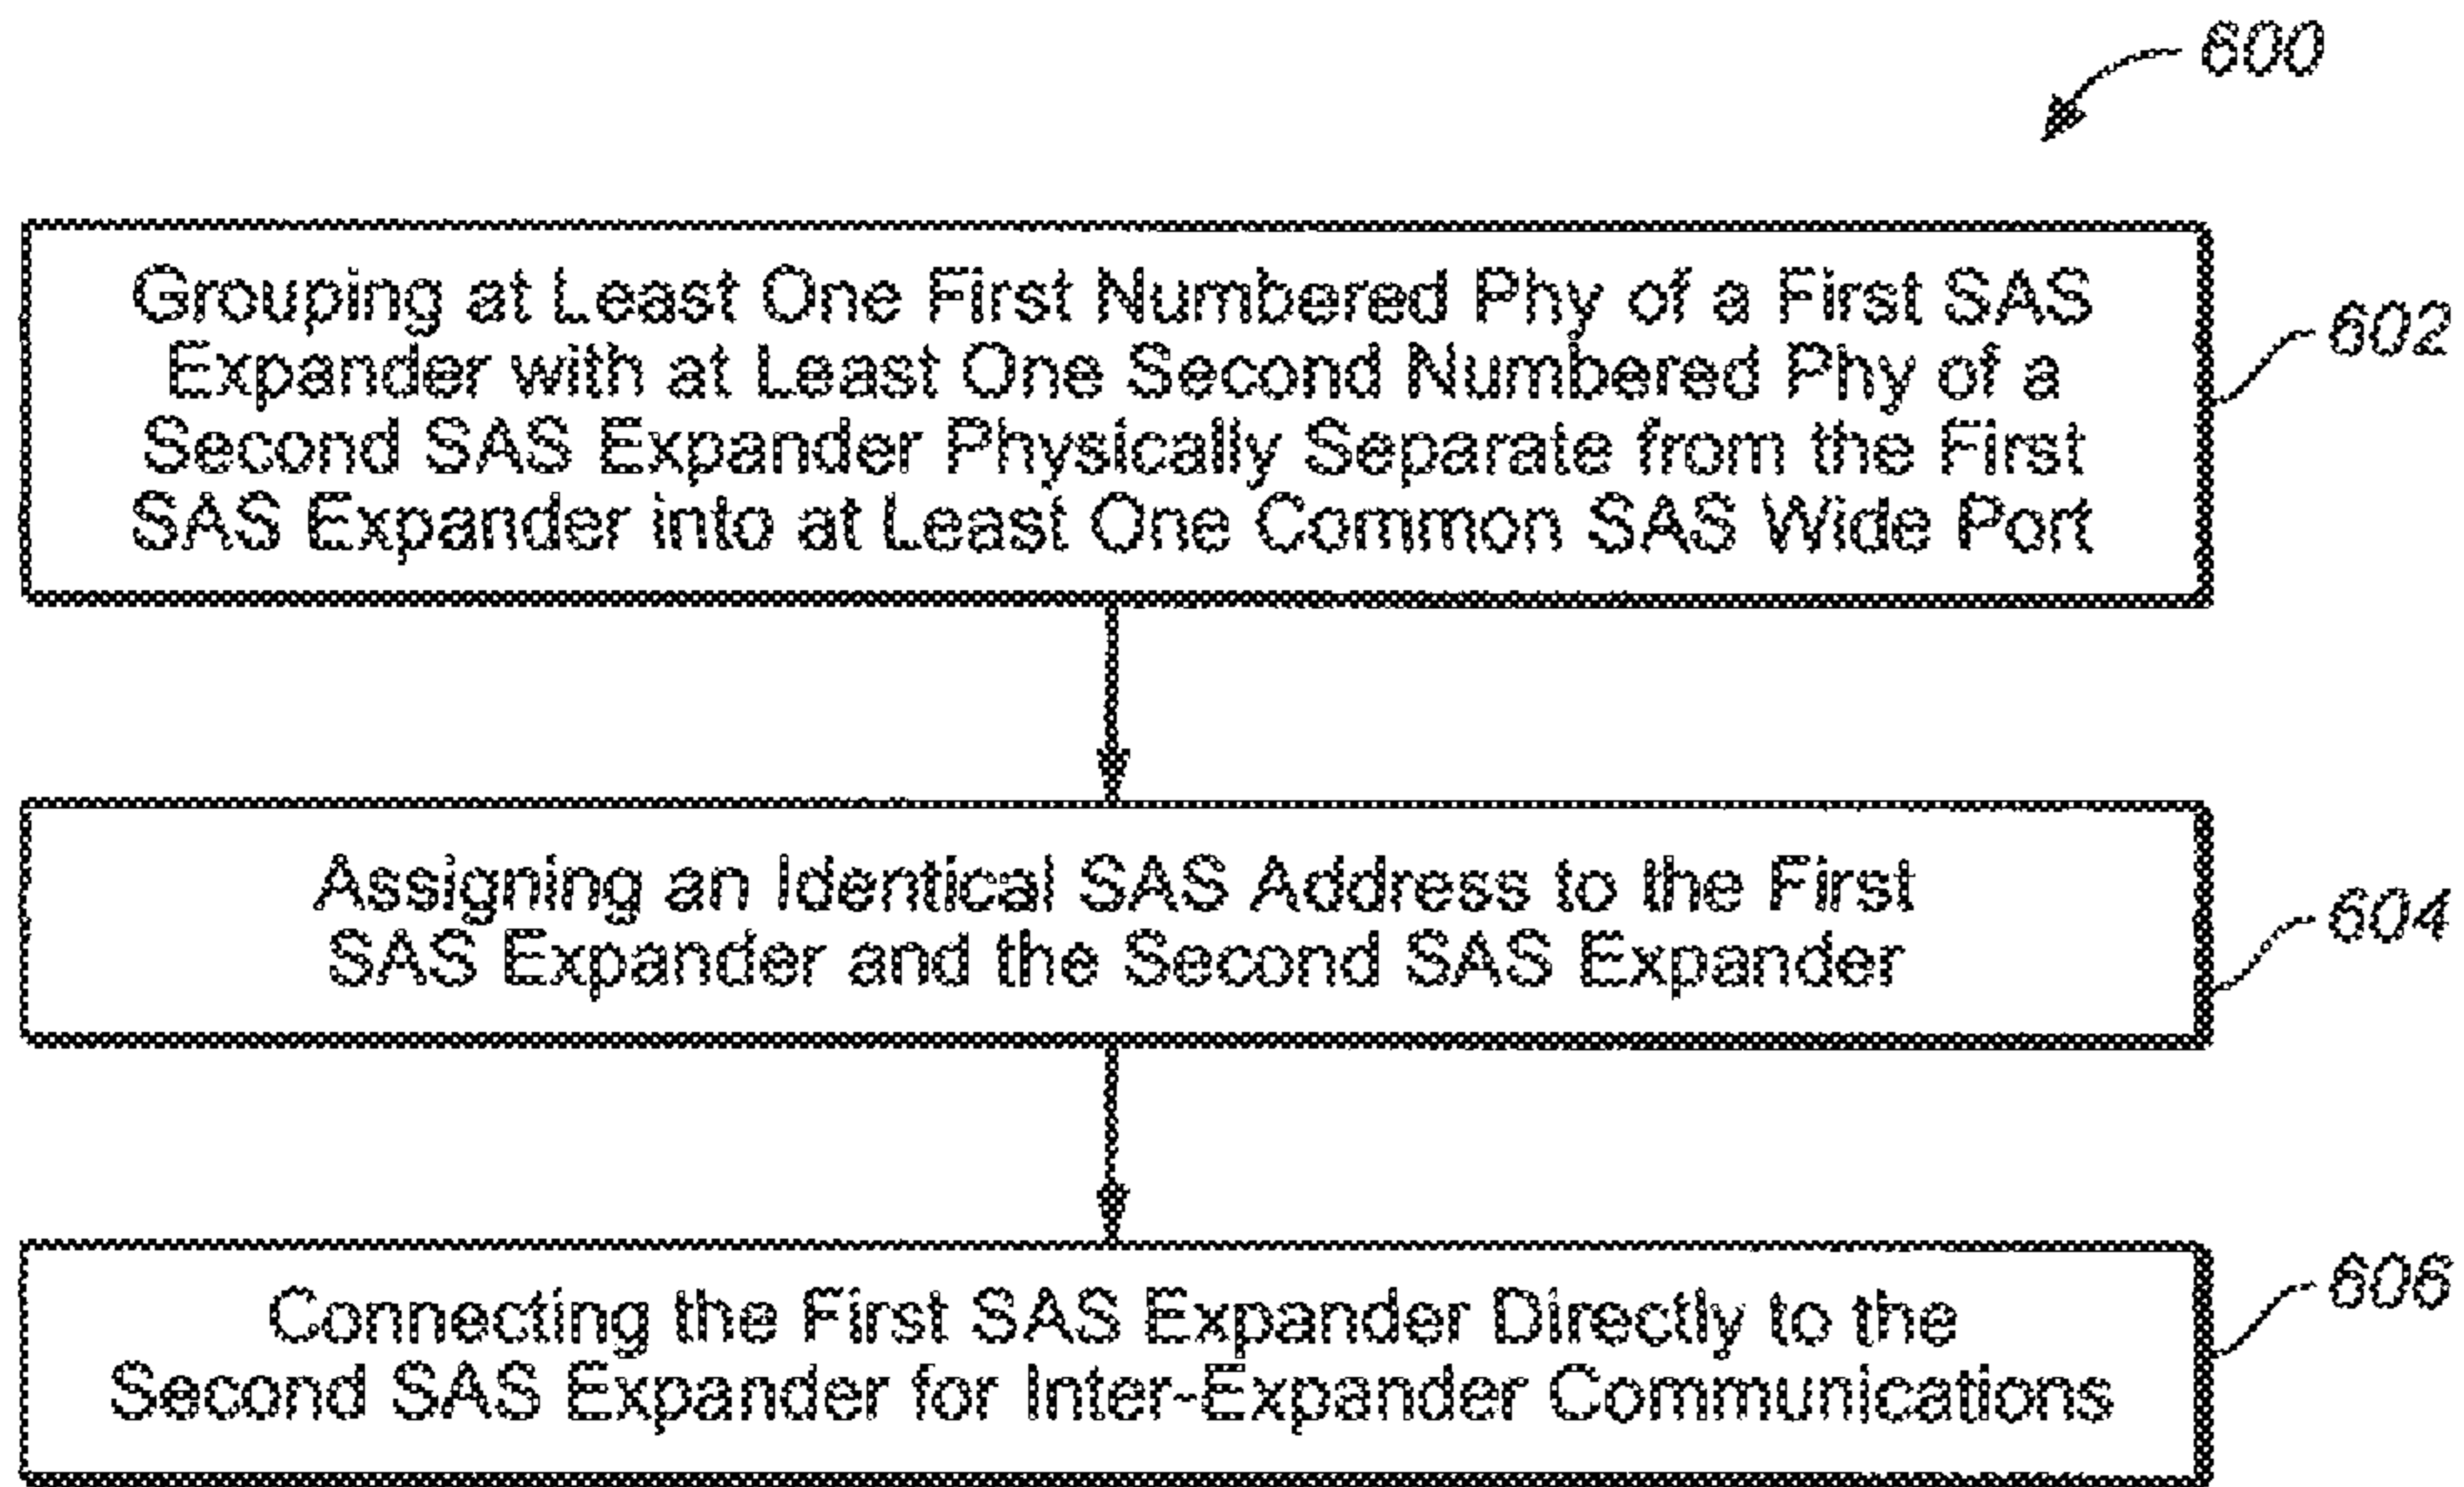 600
Grouping at Least One First Numbered Phy of a First SAS
Expander with at Least One Second Numbered Phy of a
Second SAS Expander Physically Separate from the First
SAS Expander into at Least One Common SAS Wide Port
602
Assigning an Identical SAS Address to the First
SAS Expander and the Second SAS Expander
604
Connecting the First SAS Expander Directly to the
Second SAS Expander for Inter-Expander Communications
606